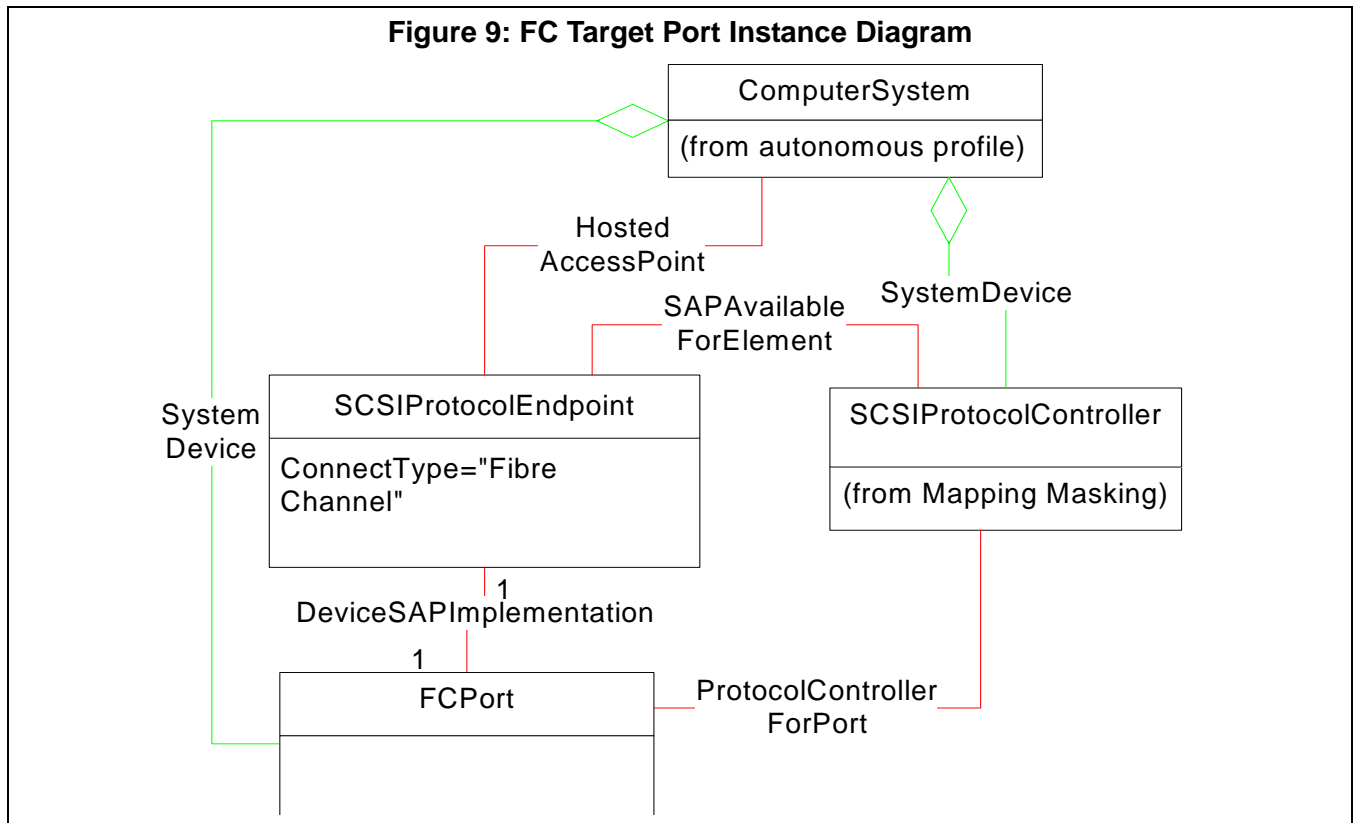 Figure 9: FC Target Port Instance Diagram
ComputerSystem
(from autonomous profile)
Hosted
AccessPoint
SystemDevice
SAPAvailable
ForElement
System
Device
SCSIProtocolEndpoint
ConnectType="Fibre
Channel"
SCSIProtocolController
(from Mapping Masking)
1
DeviceSAPImplementation
1
FCPort
ProtocolController
ForPort